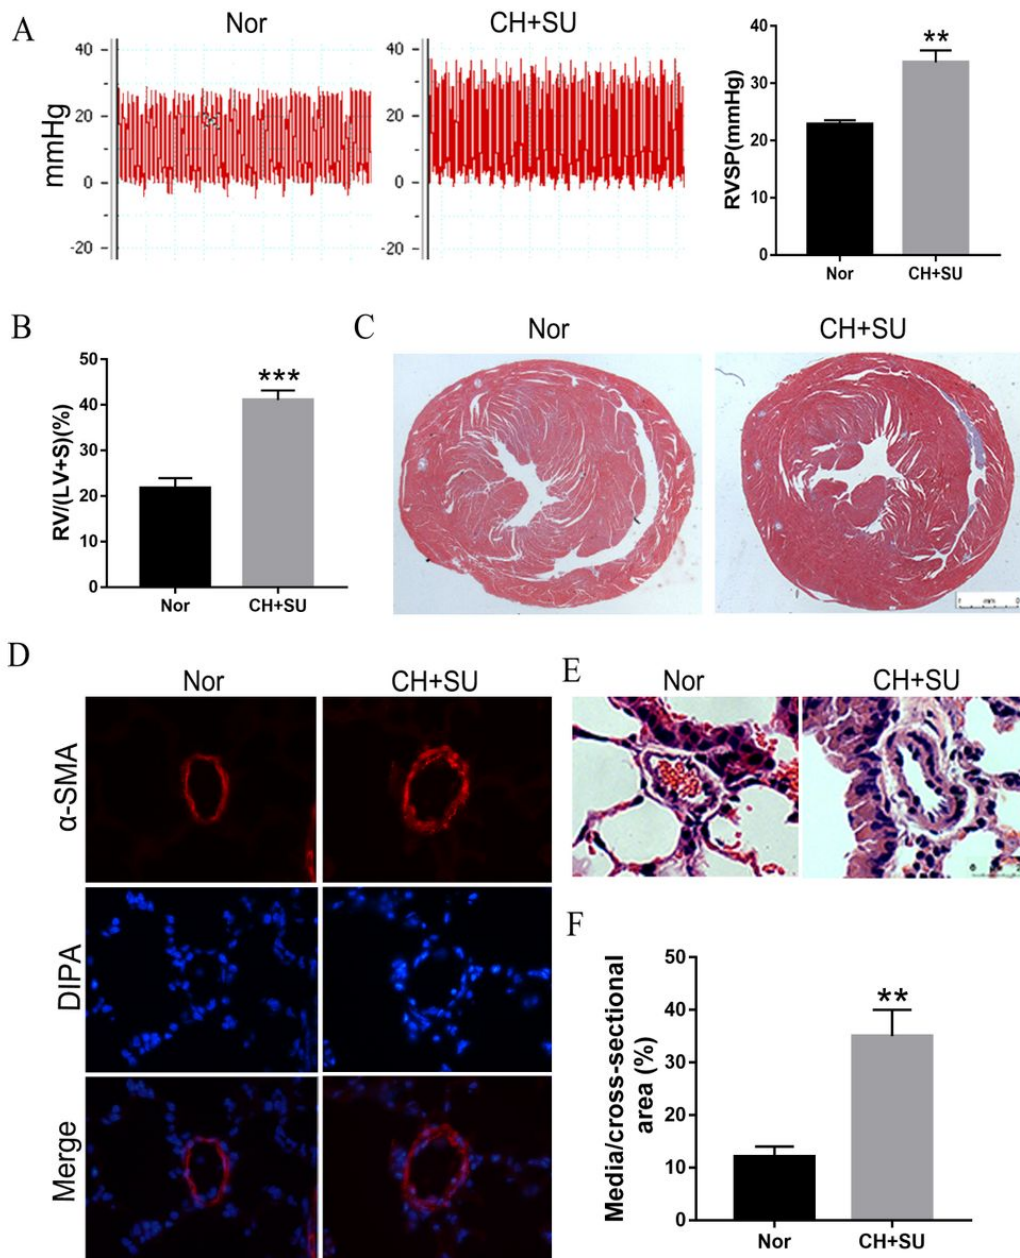 A
Nor
CH+SU
mmHg
40
20
0
-20
40
20
0
-20
RVSP(mmHg)
40
30
20
10
0
**
Nor
CH+SU
B
RV/(LV+S)(%)
50
40
30
20
10
0
***
Nor
CH+SU
C
Nor
CH+SU
mm
D
Nor
CH+SU
α-SMA
DIPA
Merge
E
Nor
CH+SU
F
Media/cross-sectional
area (%)
50
40
30
20
10
0
**
Nor
CH+SU